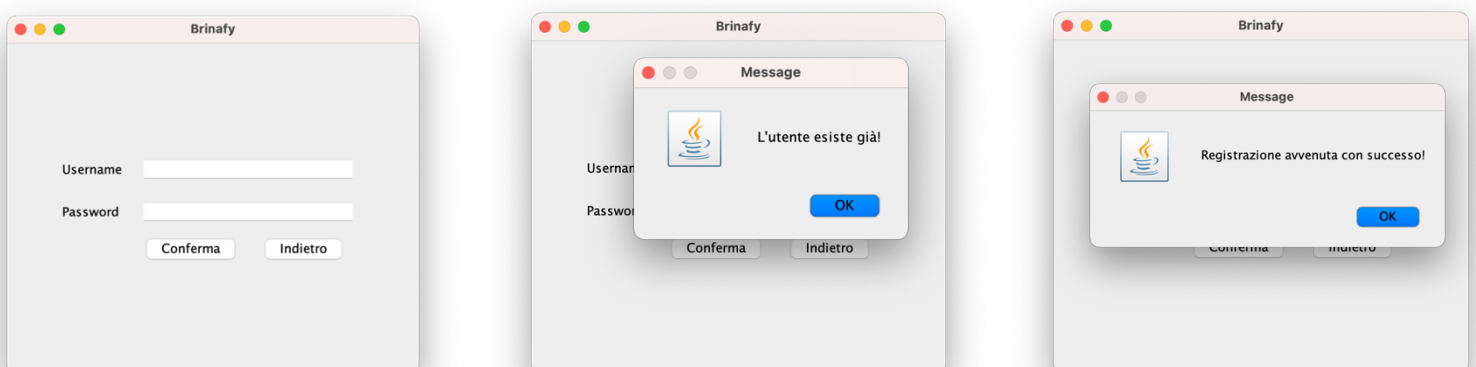 Brinafy
Username
Password
Conferma Indietro
Brinafy
Message
L'utente esiste già!
OK
Conferma Indietro
Brinafy
Message
Registrazione avvenuta con successo!
OK